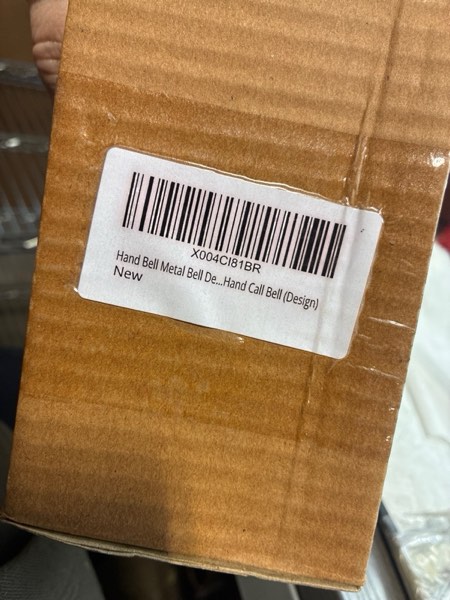 X004CI81BR
Hand Bell Metal Bell De...Hand Call Bell (Design)
New